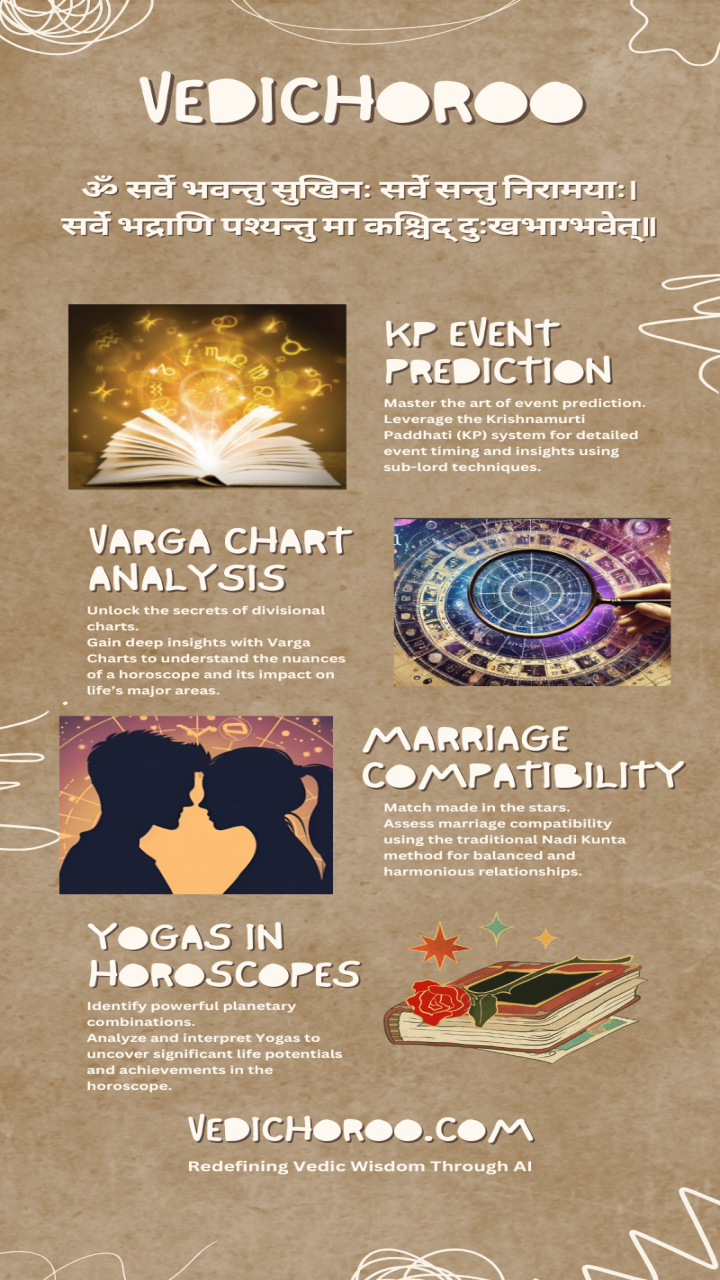 VEDICHOROO
ॐ सर्वे भवन्तु सुखिनः सर्वे सन्तु निरामयाः।
सर्वे भद्राणि पश्यन्तु मा कश्चिद् दुःखभाग्भवेत्॥
KP EVENT
PREDICTION
Master the art of event prediction.
Leverage the Krishnamurti
Paddhati (KP) system for detailed
event timing and insights using
sub-lord techniques.
VARGA CHART
ANALYSIS
Unlock the secrets of divisional
charts.
Gain deep insights with Varga
Charts to understand the nuances
of a horoscope and its impact on
life's major areas.
MARRIAGE
COMPATIBILITY
Match made in the stars.
Assess marriage compatibility
using the traditional Nadi Kunta
method for balanced and
harmonious relationships.
YOGAS IN
HOROSCOPES
Identify powerful planetary
combinations.
Analyze and interpret Yogas to
uncover significant life potentials
and achievements in the
horoscope.
VEDICHOROO.COM
Redefining Vedic Wisdom Through AI